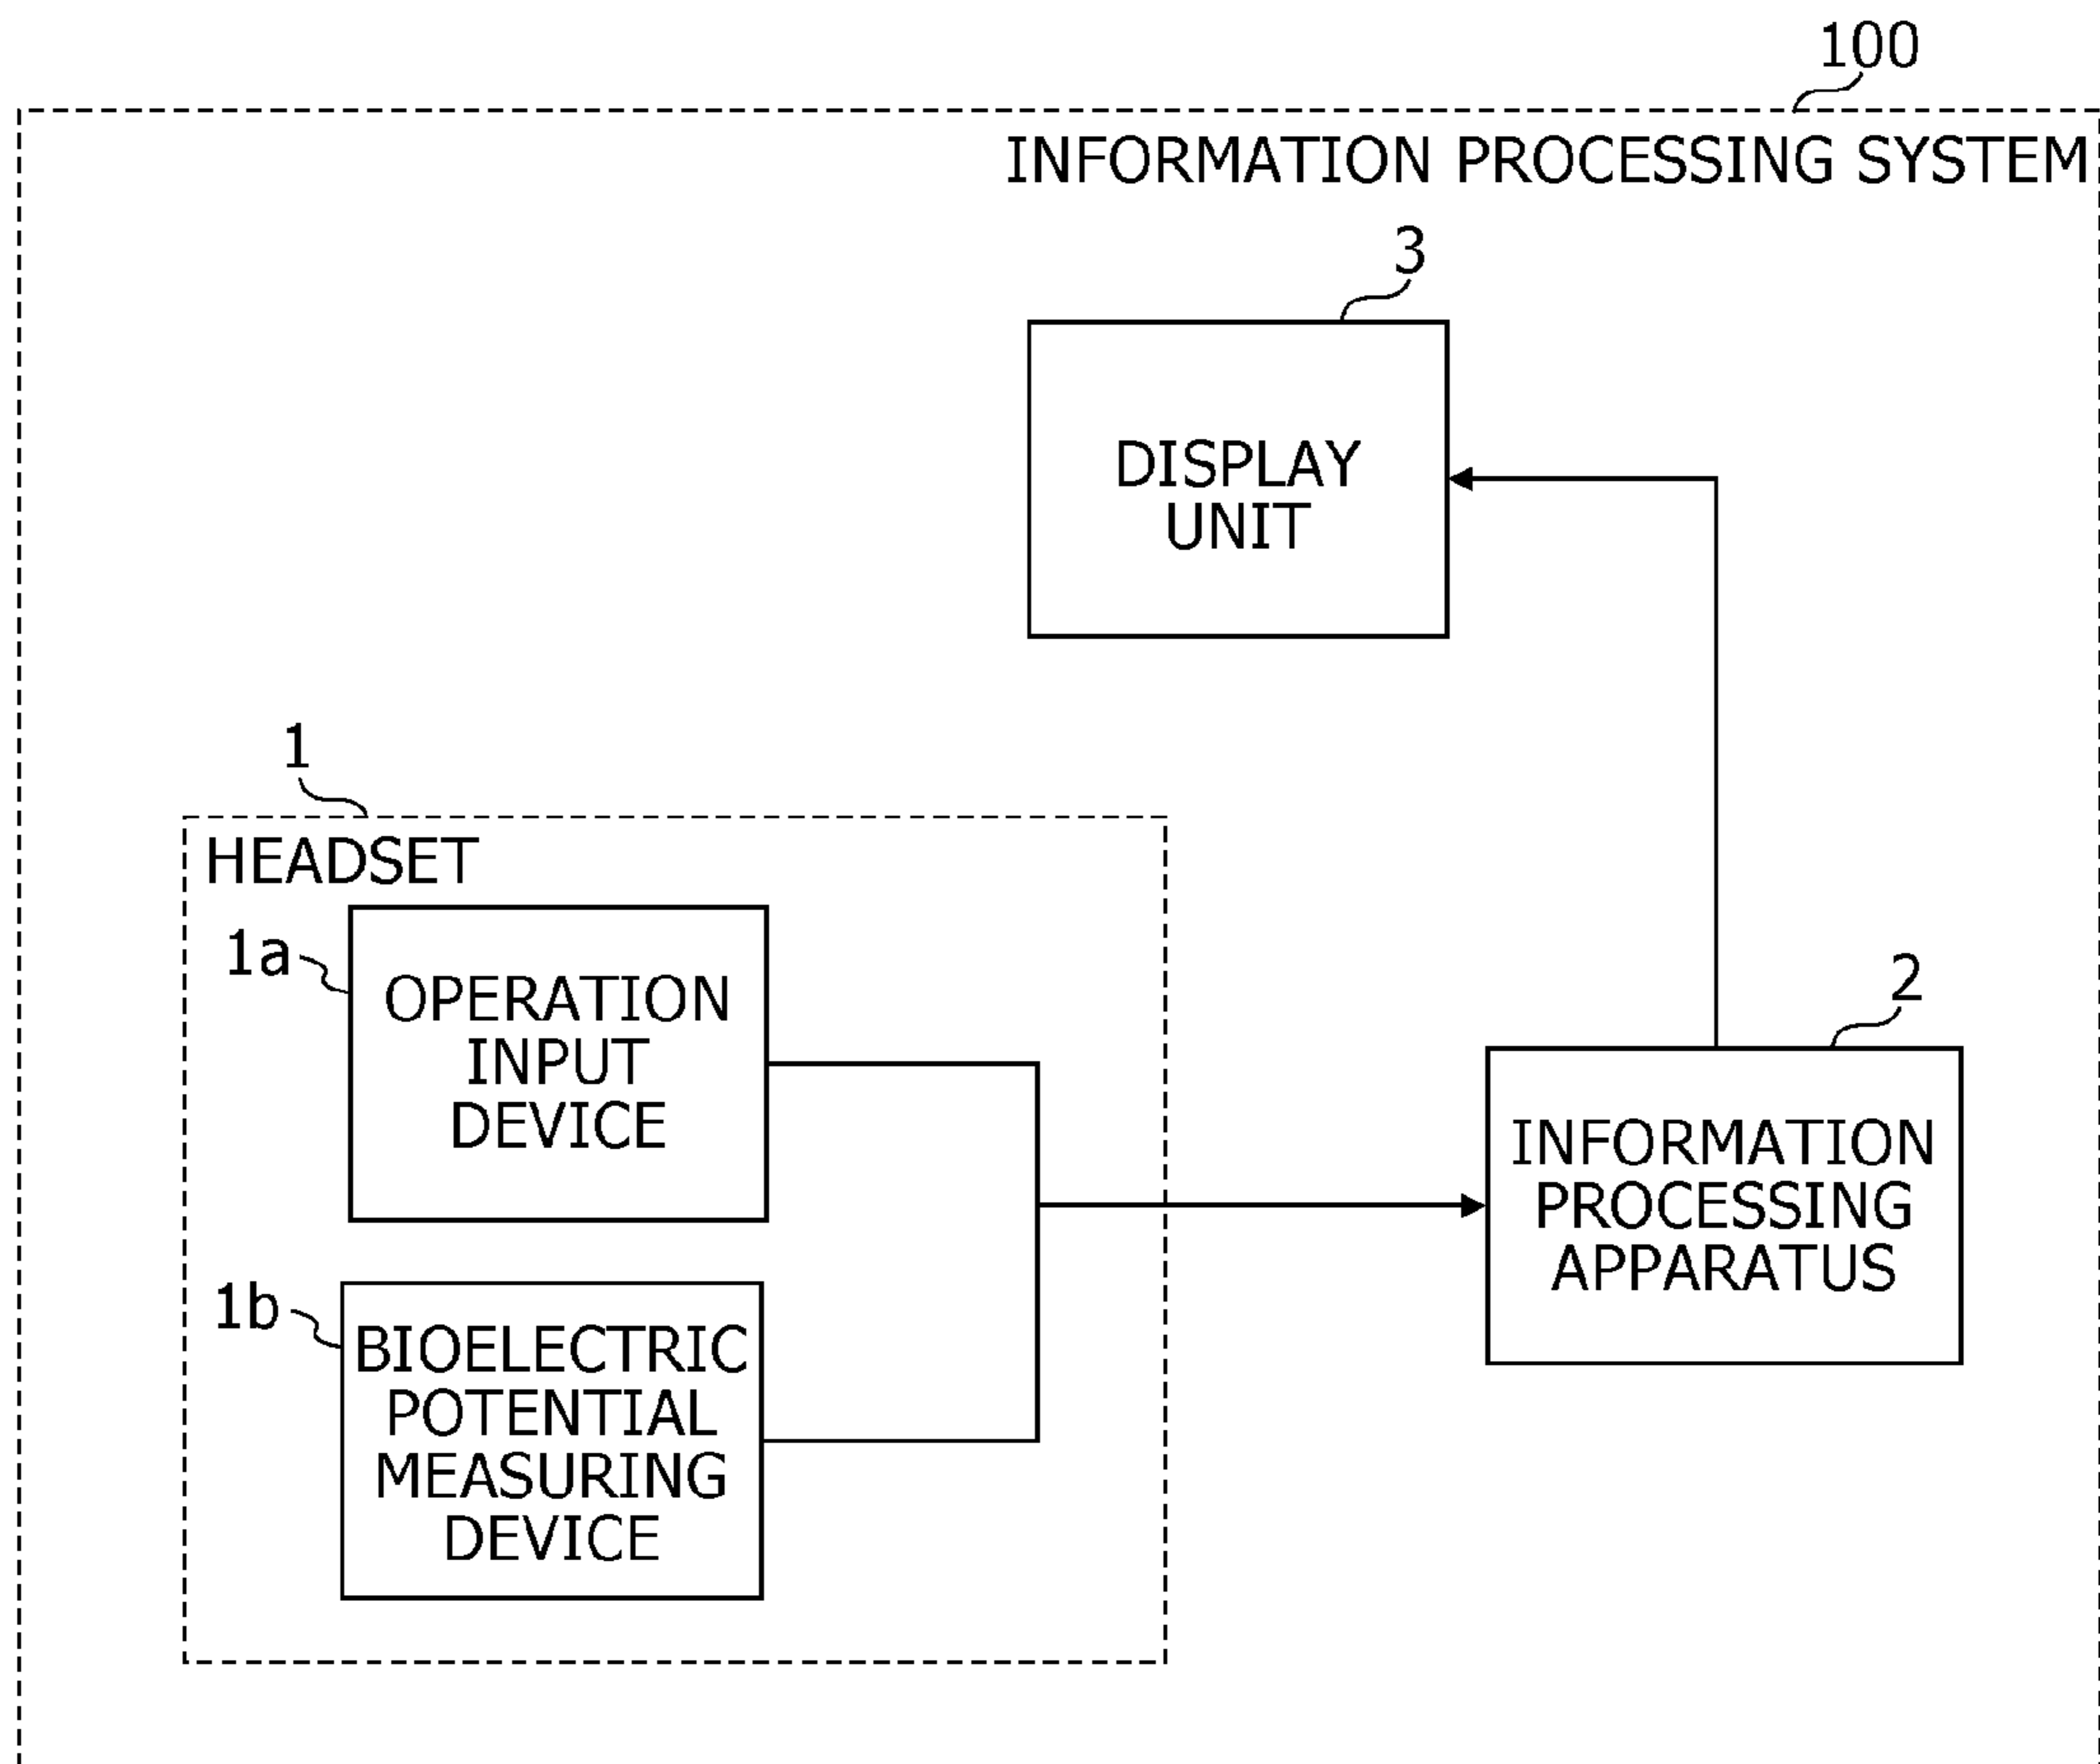 100
INFORMATION PROCESSING SYSTEM
3
DISPLAY
UNIT
1
HEADSET
1a
OPERATION
INPUT
DEVICE
2
INFORMATION
PROCESSING
APPARATUS
1b
BIOELECTRIC
POTENTIAL
MEASURING
DEVICE